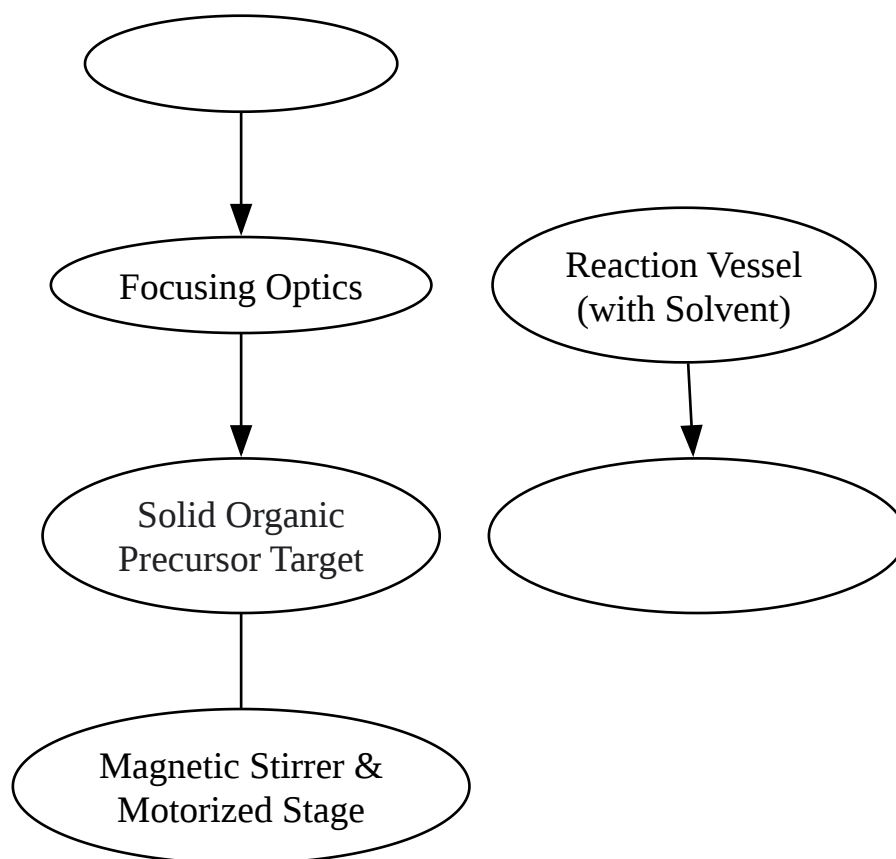 Focusing Optics
Reaction Vessel
(with Solvent)
Solid Organic
Precursor Target
Magnetic Stirrer &
Motorized Stage